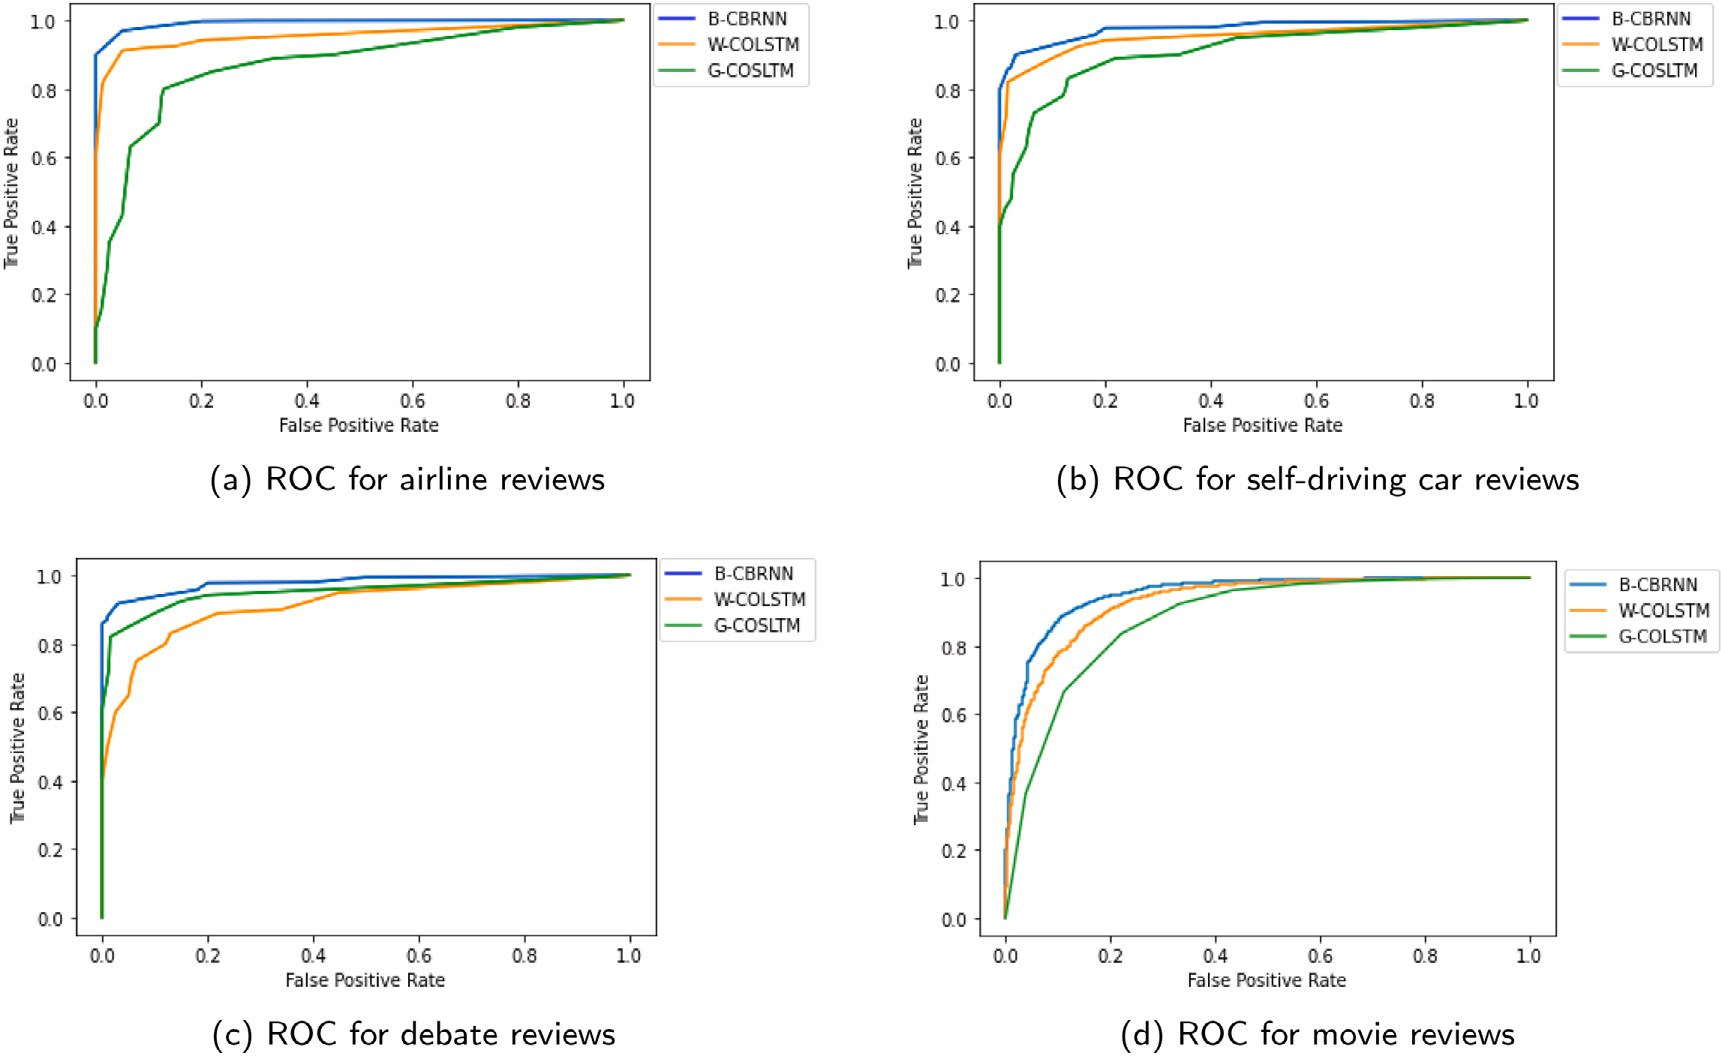 1.0
0.8
0.6
0.4
0.2
0.0
True Positive Rate
0.0 0.2 0.4 0.6 0.8 1.0
False Positive Rate
B-CBRNN
W-COLSTM
G-COSLTM
(a) ROC for airline reviews
1.0
0.8
0.6
0.4
0.2
0.0
True Positive Rate
0.0 0.2 0.4 0.6 0.8 1.0
False Positive Rate
B-CBRNN
W-COLSTM
G-COSLTM
(b) ROC for self-driving car reviews
1.0
0.8
0.6
0.4
0.2
0.0
True Positive Rate
0.0 0.2 0.4 0.6 0.8 1.0
False Positive Rate
B-CBRNN
W-COLSTM
G-COSLTM
(c) ROC for debate reviews
1.0
0.8
0.6
0.4
0.2
0.0
True Positive Rate
0.0 0.2 0.4 0.6 0.8 1.0
False Positive Rate
B-CBRNN
W-COLSTM
G-COLSTM
(d) ROC for movie reviews